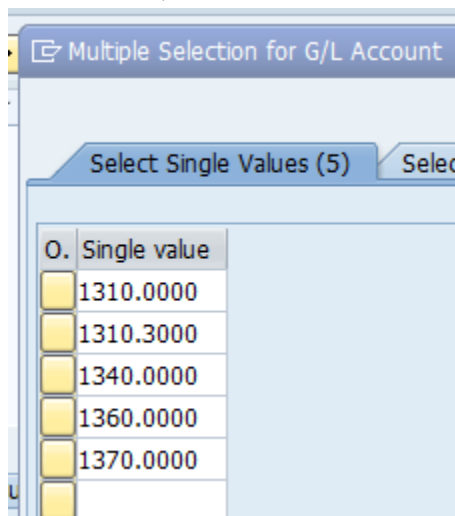 Multiple Selection for G/L Account
Select Single Values (5)
O. Single value
1310.0000
1310.3000
1340.0000
1360.0000
1370.0000